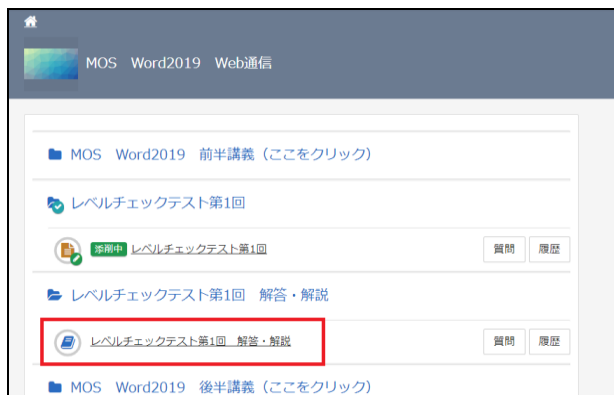 MOS　Word2019　Web通信
MOS　Word2019　前半講義（ここをクリック）
レベルチェックテスト第1回
添削中 レベルチェックテスト第1回 質問 履歴
レベルチェックテスト第1回　解答・解説
レベルチェックテスト第1回　解答・解説 質問 履歴
MOS　Word2019　後半講義（ここをクリック）